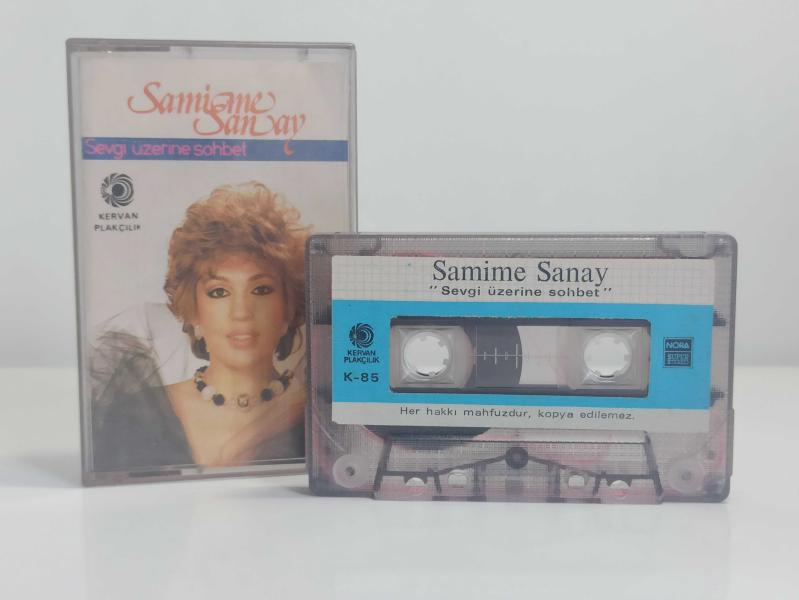 Samime
Sanay
Sevgi üzerine sohbet
KERVAN
PLAKÇILIK
Samime Sanay
"Sevgi üzerine sohbet"
KERVAN
PLAKÇILIK
K-85
NORA
SUPER
Her hakkı mahfuzdur, kopya edilemez.